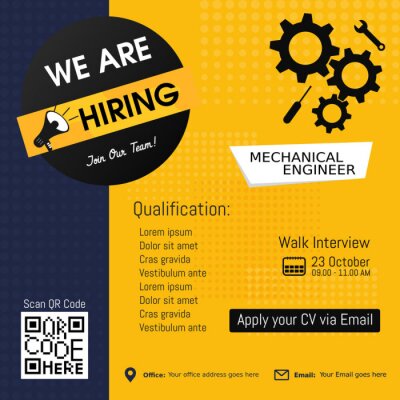 WE ARE
HIRING
Join Our Team!
MECHANICAL
ENGINEER
Qualification:
Lorem ipsum
Dolor sit amet
Cras gravida
Vestibulum ante
Lorem ipsum
Dolor sit amet
Cras gravida
Vestibulum ante
Walk Interview
23 October
09.00 - 11.00 AM
Apply your CV via Email
Scan QR Code
QR
CODE
HERE
Office: Your office address goes here
Email: Your Email goes here